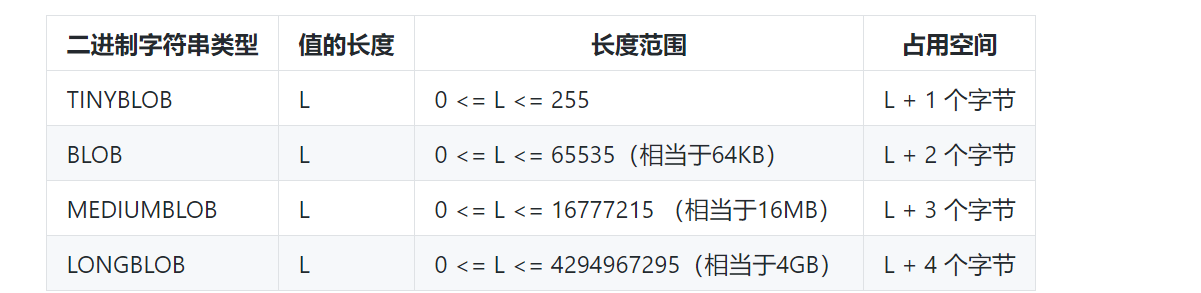 二进制字符串类型 值的长度 长度范围 占用空间
TINYBLOB L 0 <= L <= 255 L + 1 个字节
BLOB L 0 <= L <= 65535（相当于64KB） L + 2 个字节
MEDIUMBLOB L 0 <= L <= 16777215 （相当于16MB） L + 3 个字节
LONGBLOB L 0 <= L <= 4294967295（相当于4GB） L + 4 个字节